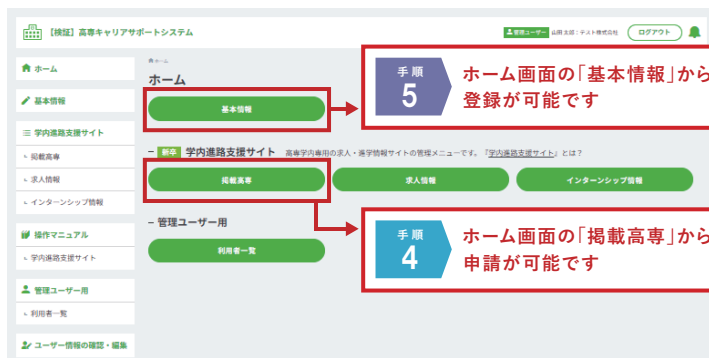 【検証】高専キャリアサポートシステム
管理ユーザー 山田 太郎：テスト株式会社
ログアウト
ホーム
基本情報
学内進路支援サイト
掲載高専
求人情報
インターンシップ情報
操作マニュアル
学内進路支援サイト
管理ユーザー用
利用者一覧
ユーザー情報の確認・編集
ホーム
ホーム
基本情報
手順
5
ホーム画面の「基本情報」から
登録が可能です
– 新卒 学内進路支援サイト 高専学内専用の求人・進学情報サイトの管理メニューです。『学内進路支援サイト』とは？
掲載高専
求人情報
インターンシップ情報
– 管理ユーザー用
利用者一覧
手順
4
ホーム画面の「掲載高専」から
申請が可能です